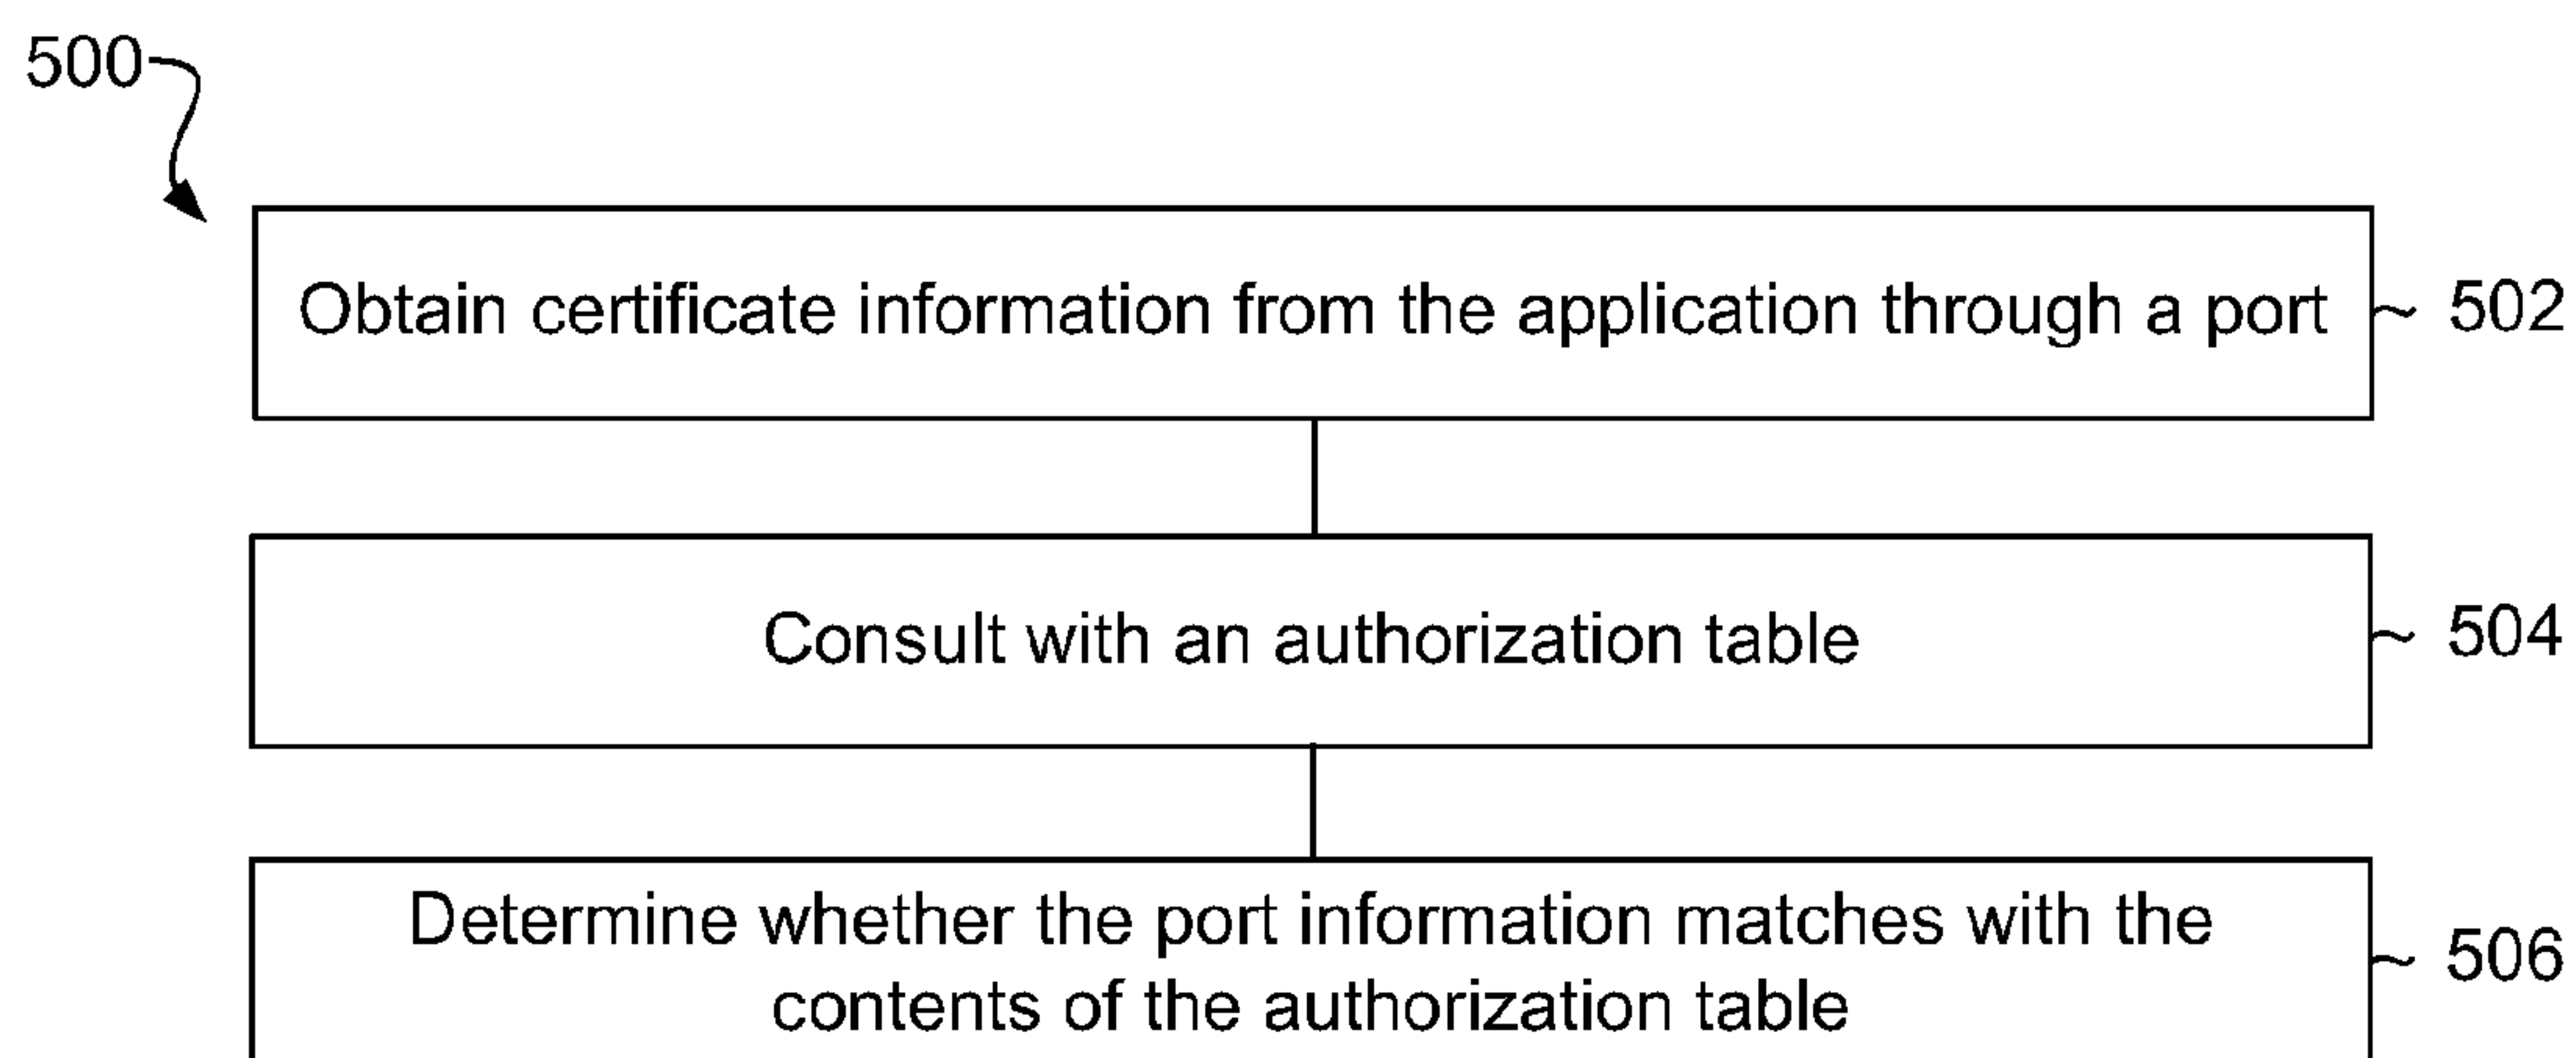 500
Obtain certificate information from the application through a port
502
Consult with an authorization table
504
Determine whether the port information matches with the
contents of the authorization table
506